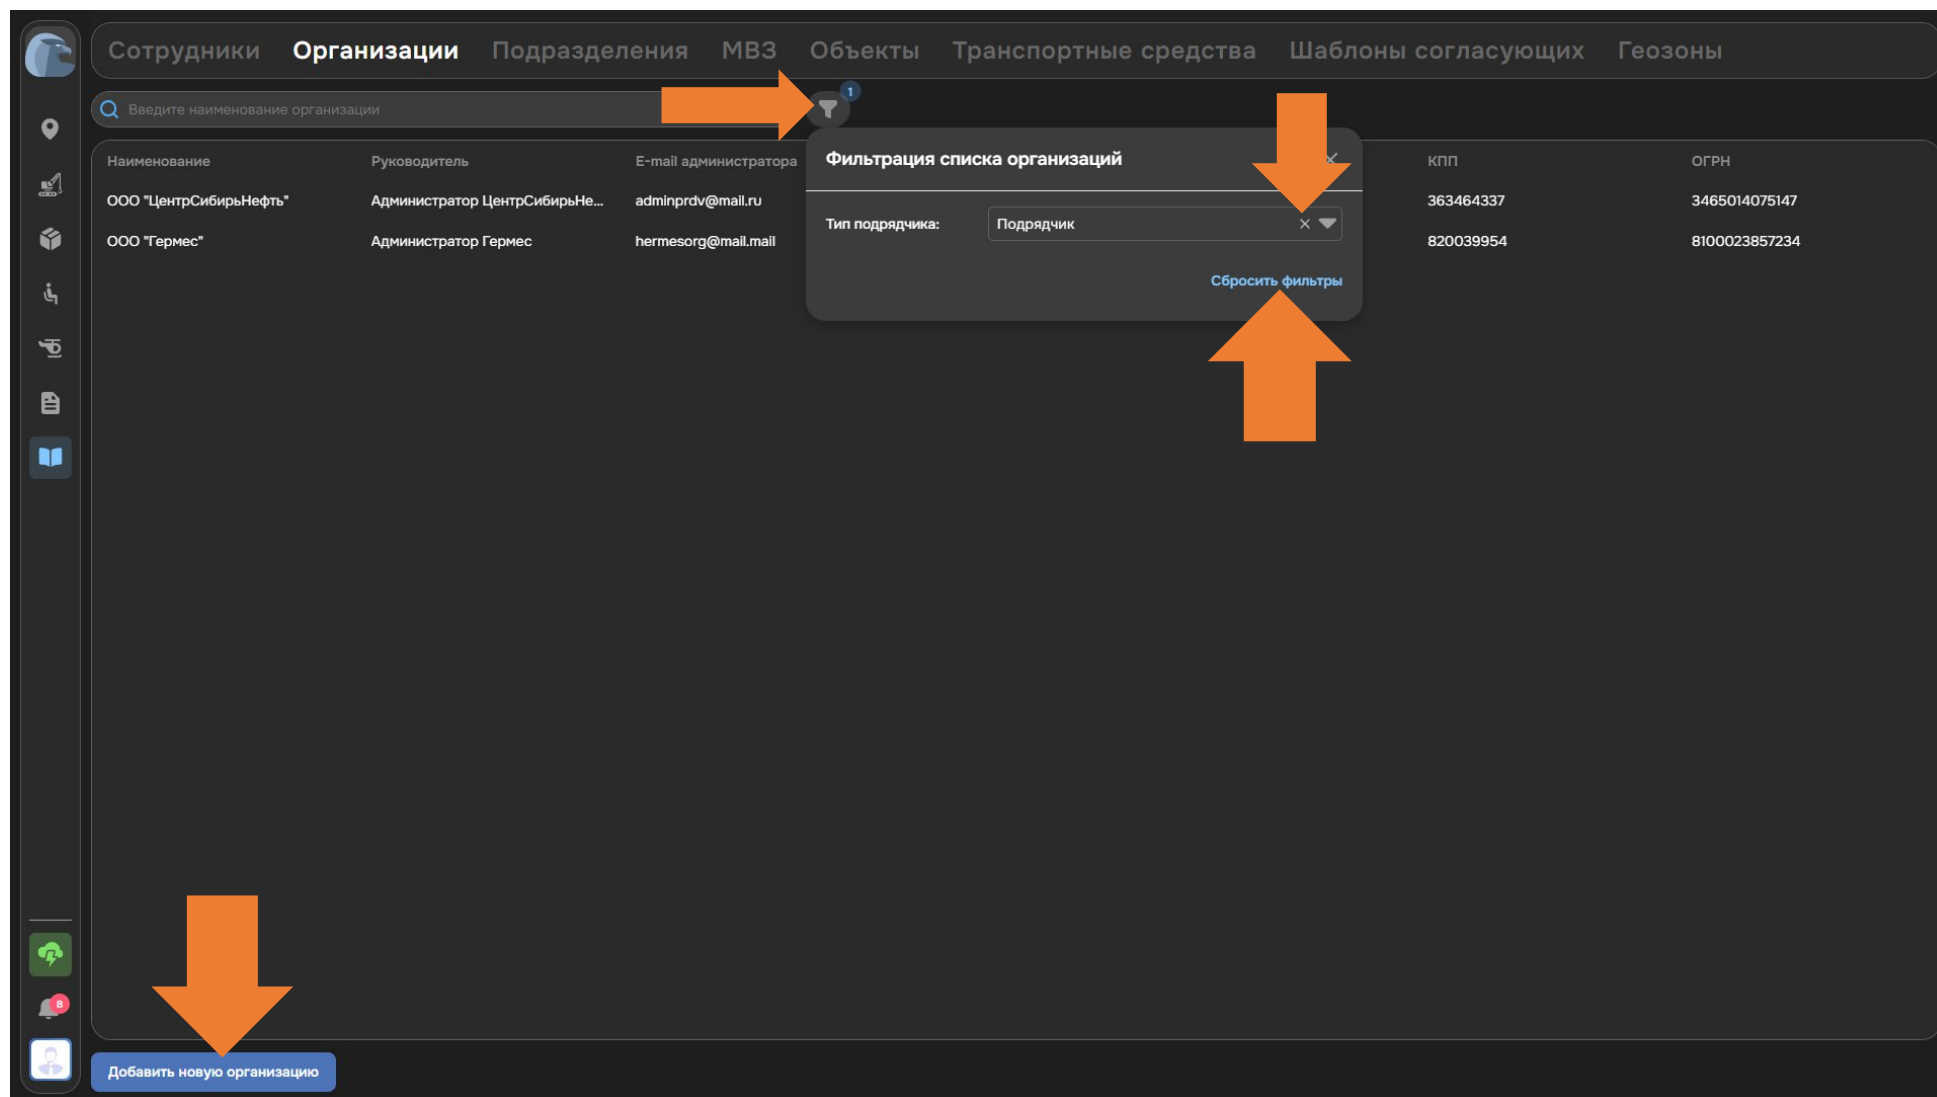 Сотрудники Организации Подразделения МВЗ Объекты Транспортные средства Шаблоны согласующих Геозоны
Введите наименование организации
1
Наименование Руководитель E-mail администратора КПП ОГРН
ООО "ЦентрСибирьНефть" Администратор ЦентрСибирьНе... adminprdv@mail.ru 363464337 3465014075147
ООО "Гермес" Администратор Гермес hermesorg@mail.mail 820039954 8100023857234
Фильтрация списка организаций
Тип подрядчика: Подрядчик
Сбросить фильтры
8
Добавить новую организацию